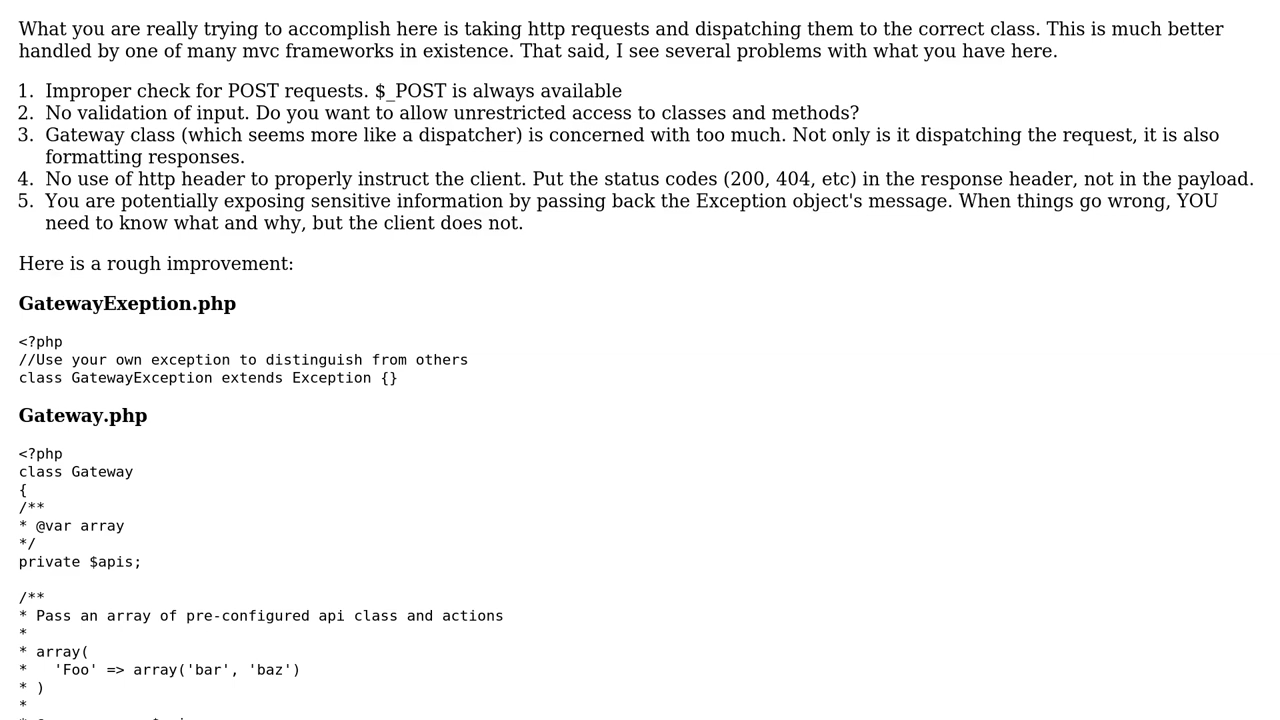 What you are really trying to accomplish here is taking http requests and dispatching them to the correct class. This is much better
handled by one of many mvc frameworks in existence. That said, I see several problems with what you have here.
1. Improper check for POST requests. $_POST is always available
2. No validation of input. Do you want to allow unrestricted access to classes and methods?
3. Gateway class (which seems more like a dispatcher) is concerned with too much. Not only is it dispatching the request, it is also
formatting responses.
4. No use of http header to properly instruct the client. Put the status codes (200, 404, etc) in the response header, not in the payload.
5. You are potentially exposing sensitive information by passing back the Exception object's message. When things go wrong, YOU
need to know what and why, but the client does not.
Here is a rough improvement:
GatewayExeption.php
<?php
//Use your own exception to distinguish from others
class GatewayException extends Exception {}
Gateway.php
<?php
class Gateway
{
/**
* @var array
*/
private $apis;
/**
* Pass an array of pre-configured api class and actions
*
* array(
*   'Foo' => array('bar', 'baz')
* )
*